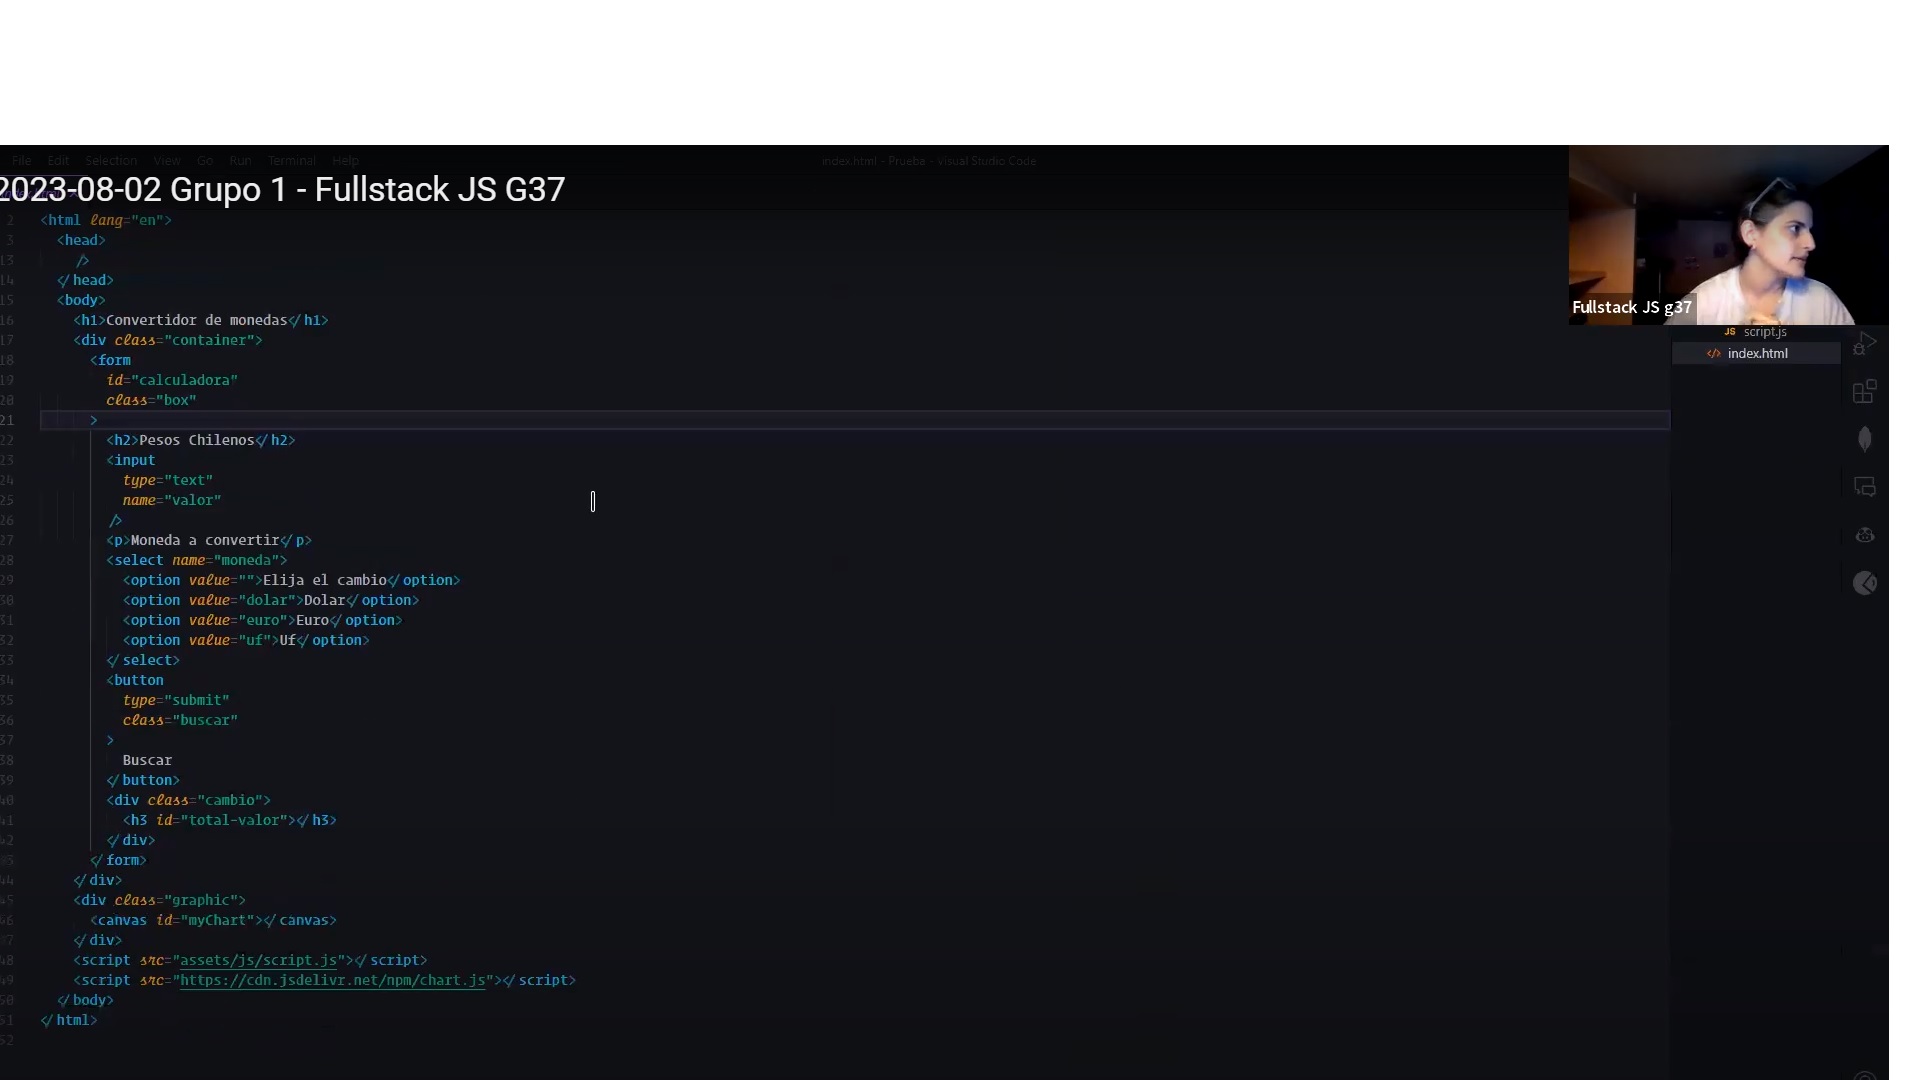 File Edit Selection View Go Run Terminal Help
index.html - Prueba - Visual Studio Code
2023-08-02 Grupo 1 - Fullstack JS G37
2 <html lang="en">
3 <head>
13 />
14 </head>
15 <body>
16 <h1>Convertidor de monedas</h1>
17 <div class="container">
18 <form
19 id="calculadora"
20 class="box"
21 >
22 <h2>Pesos Chilenos</h2>
23 <input
24 type="text"
25 name="valor"
26 />
27 <p>Moneda a convertir</p>
28 <select name="moneda">
29 <option value="">Elija el cambio</option>
30 <option value="dolar">Dolar</option>
31 <option value="euro">Euro</option>
32 <option value="uf">Uf</option>
33 </select>
34 <button
35 type="submit"
36 class="buscar"
37 >
38 Buscar
39 </button>
40 <div class="cambio">
41 <h3 id="total-valor"></h3>
42 </div>
43 </form>
44 </div>
45 <div class="graphic">
46 <canvas id="myChart"></canvas>
47 </div>
48 <script src="assets/js/script.js"></script>
49 <script src="https://cdn.jsdelivr.net/npm/chart.js"></script>
50 </body>
51 </html>
52
Fullstack JS g37
JS script.js
</> index.html